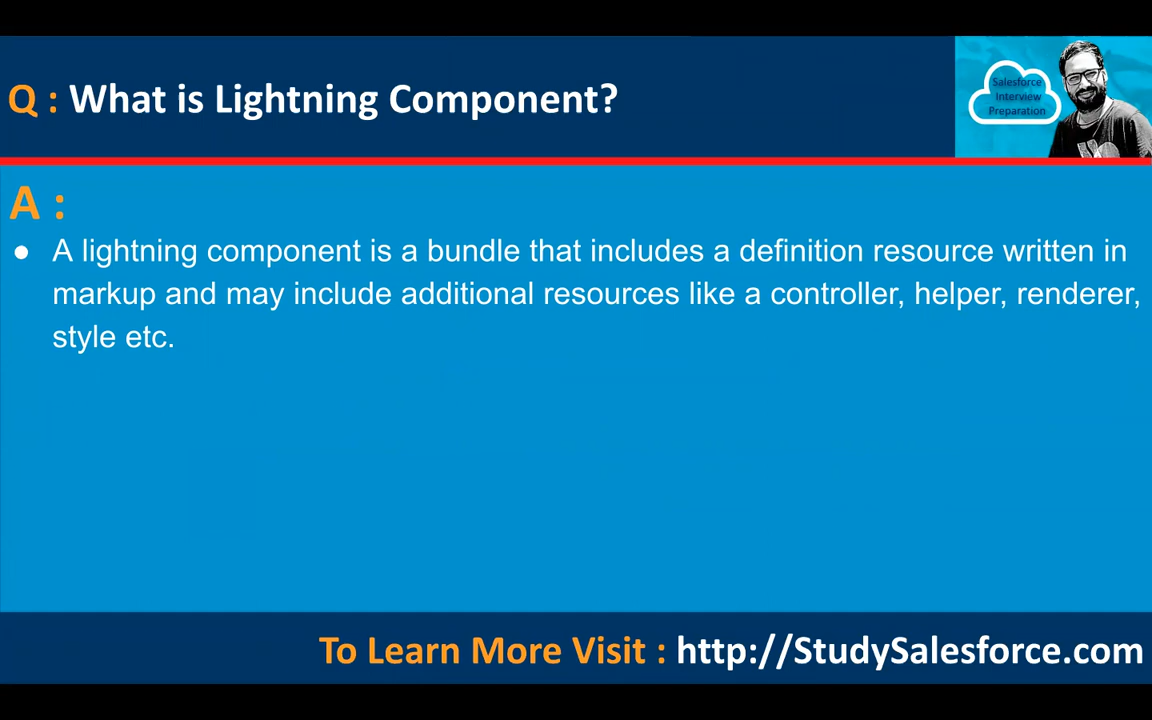 Q : What is Lightning Component?
Salesforce
Interview
Preparation
A :
● A lightning component is a bundle that includes a definition resource written in
markup and may include additional resources like a controller, helper, renderer,
style etc.
To Learn More Visit : http://StudySalesforce.com